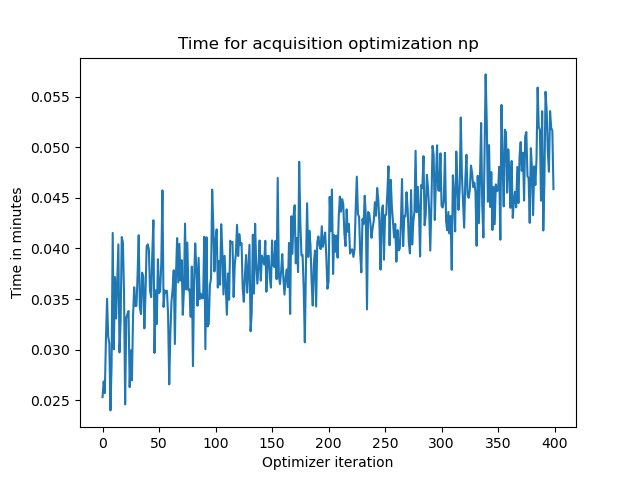 Time for acquisition optimization np
0.055
0.050
0.045
0.040
0.035
0.030
0.025
Time in minutes
0 50 100 150 200 250 300 350 400
Optimizer iteration